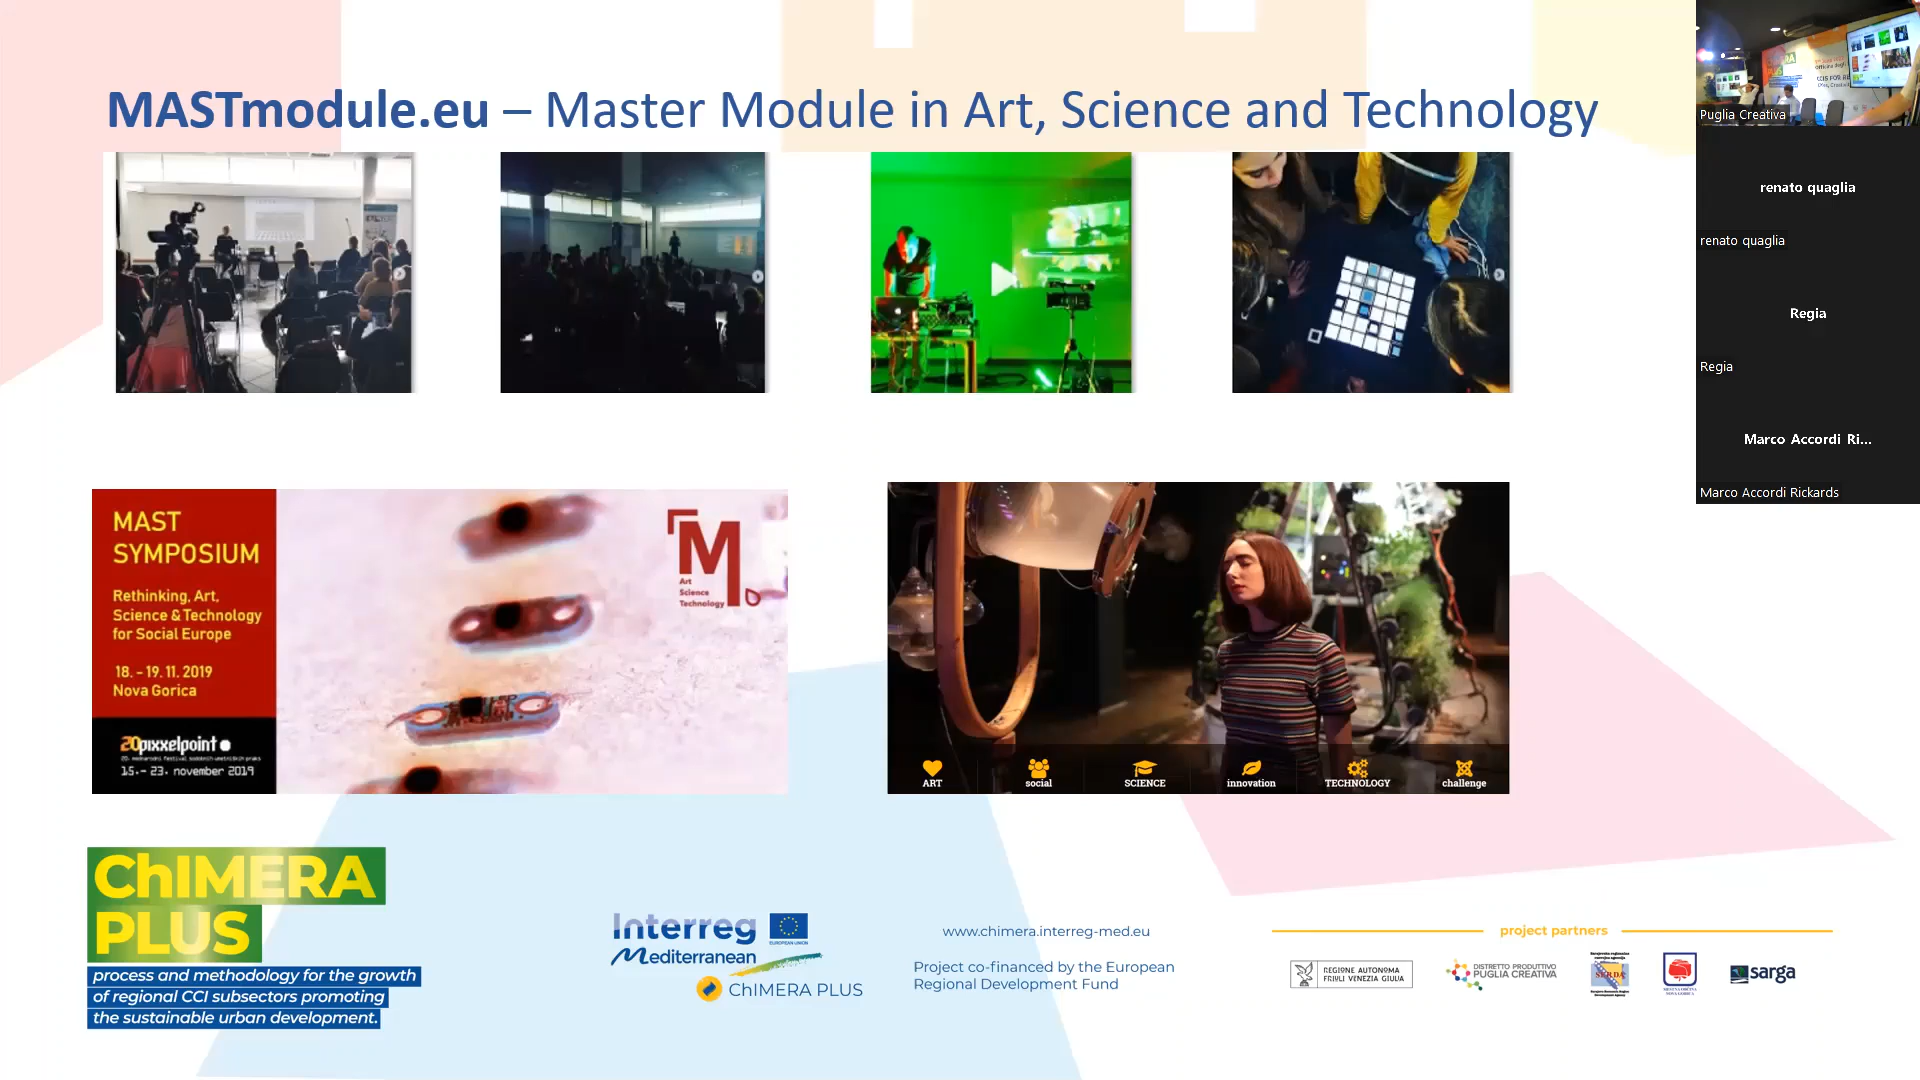 MASTmodule.eu – Master Module in Art, Science and Technology
MAST
SYMPOSIUM
Rethinking, Art,
Science & Technology
for Social Europe
18. - 19. 11. 2019
Nova Gorica
20pixxelpoint
15.- 23. november 2019
M
Art
Science
Technology
ART
social
SCIENCE
innovation
TECHNOLOGY
challenge
ChIMERA
PLUS
process and methodology for the growth
of regional CCI subsectors promoting
the sustainable urban development.
Interreg
EUROPEAN UNION
Mediterranean
ChIMERA PLUS
www.chimera.interreg-med.eu
Project co-financed by the European
Regional Development Fund
project partners
REGIONE AUTONOMA
FRIULI VENEZIA GIULIA
DISTRETTO PRODUTTIVO
PUGLIA CREATIVA
SERDA
sarga
Puglia Creativa
renato quaglia
renato quaglia
Regia
Regia
Marco Accordi Ri...
Marco Accordi Rickards